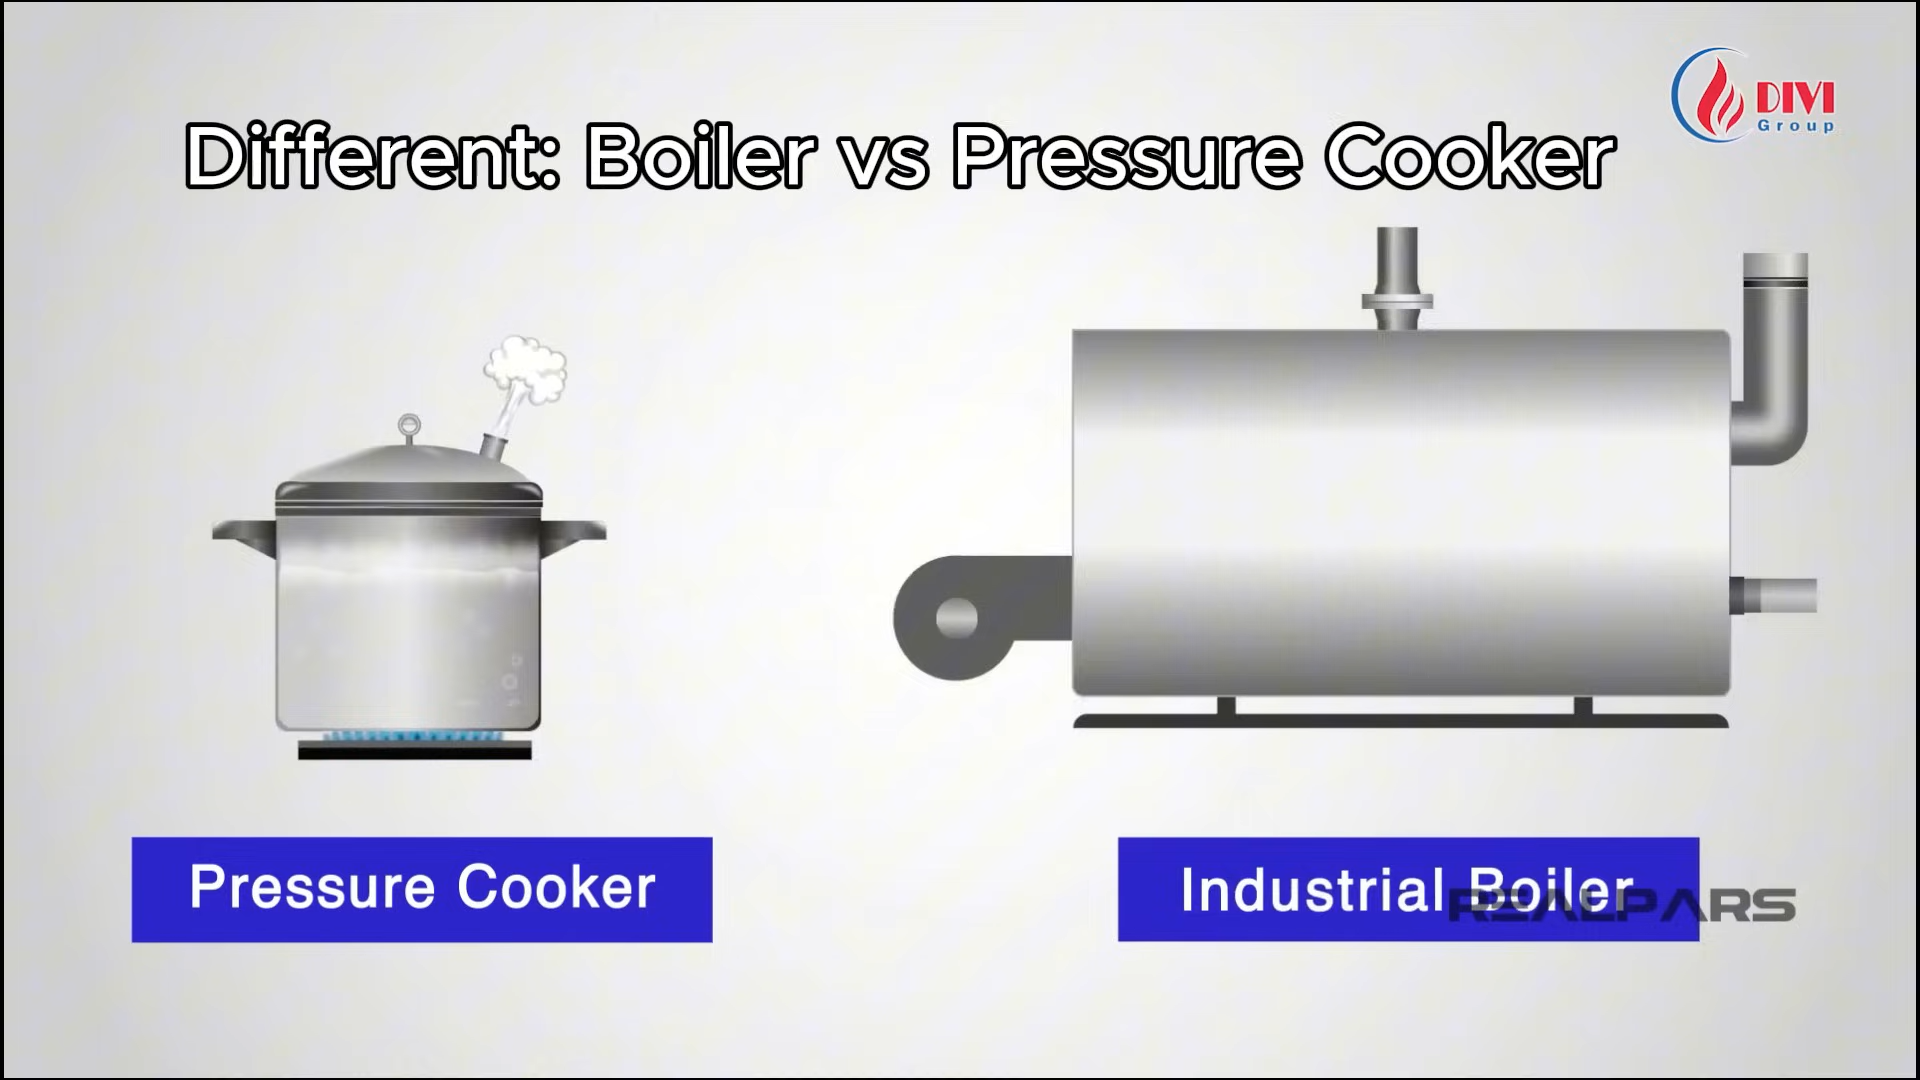 DIVI
Group
Different: Boiler vs Pressure Cooker
Pressure Cooker
Industrial Boiler
REALPARS